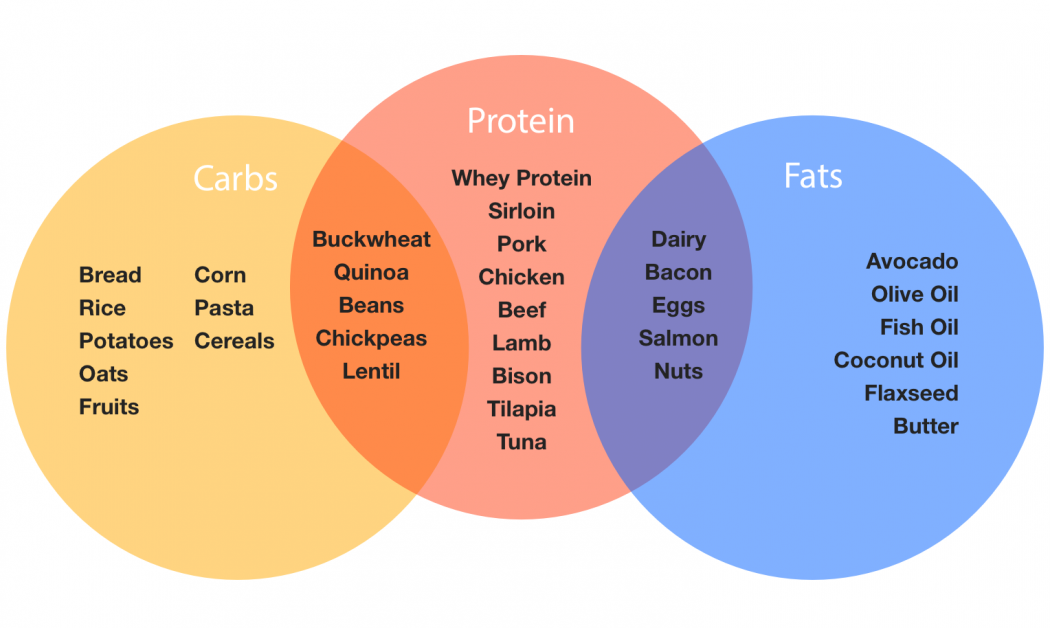 Protein
Carbs
Fats
Bread
Rice
Potatoes
Oats
Fruits
Corn
Pasta
Cereals
Buckwheat
Quinoa
Beans
Chickpeas
Lentil
Whey Protein
Sirloin
Pork
Chicken
Beef
Lamb
Bison
Tilapia
Tuna
Dairy
Bacon
Eggs
Salmon
Nuts
Avocado
Olive Oil
Fish Oil
Coconut Oil
Flaxseed
Butter